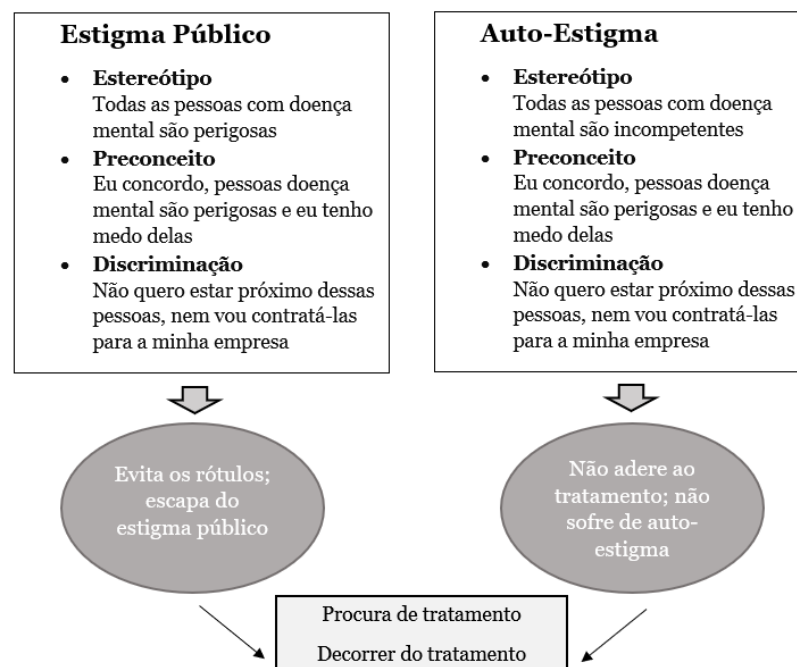 Estigma Público
• Estereótipo
Todas as pessoas com doença
mental são perigosas
• Preconceito
Eu concordo, pessoas doença
mental são perigosas e eu tenho
medo delas
• Discriminação
Não quero estar próximo dessas
pessoas, nem vou contratá-las
para a minha empresa
Auto-Estigma
• Estereótipo
Todas as pessoas com doença
mental são incompetentes
• Preconceito
Eu concordo, pessoas doença
mental são perigosas e eu tenho
medo delas
• Discriminação
Não quero estar próximo dessas
pessoas, nem vou contratá-las
para a minha empresa
Evita os rótulos;
escapa do
estigma público
Não adere ao
tratamento; não
sofre de auto-
estigma
Procura de tratamento
Decorrer do tratamento